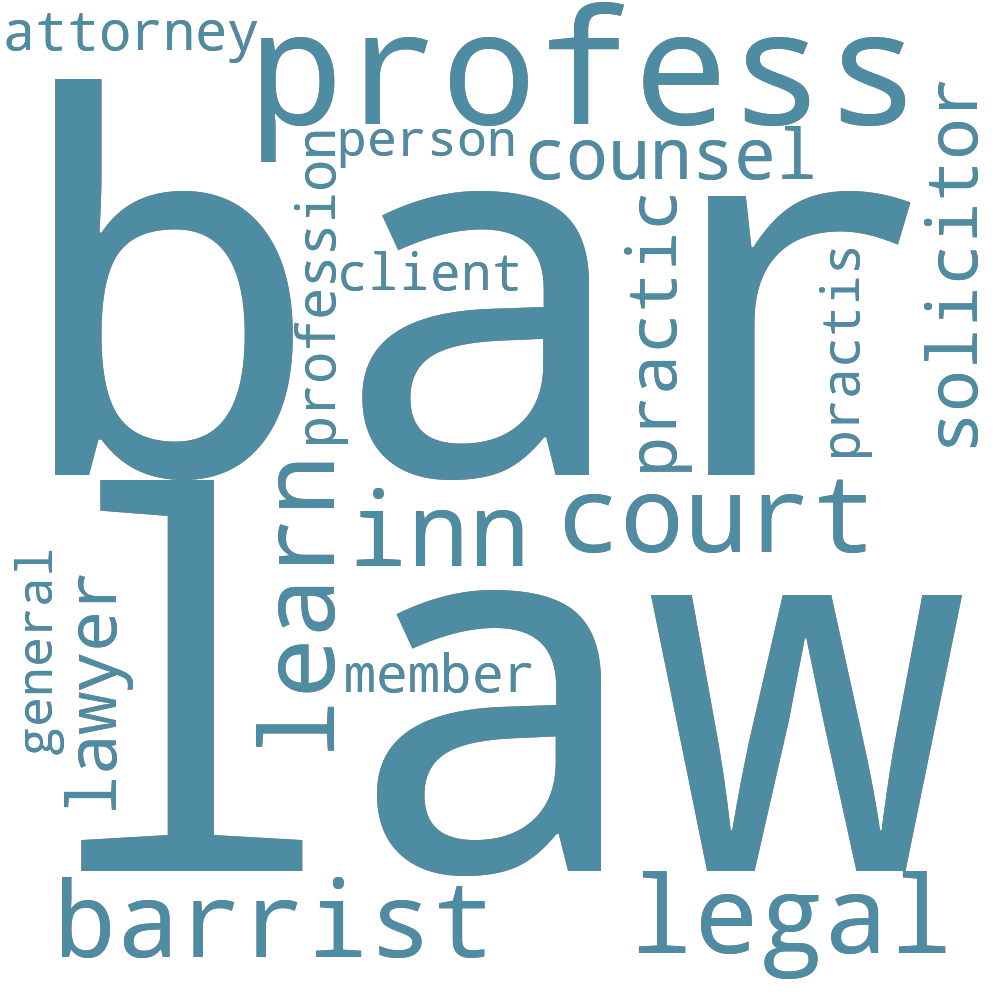 attorney
profess
person
counsel
solicitor
profession
bar
client
practic
practis
learn
inn
court
general
lawyer
law
member
barrist
legal